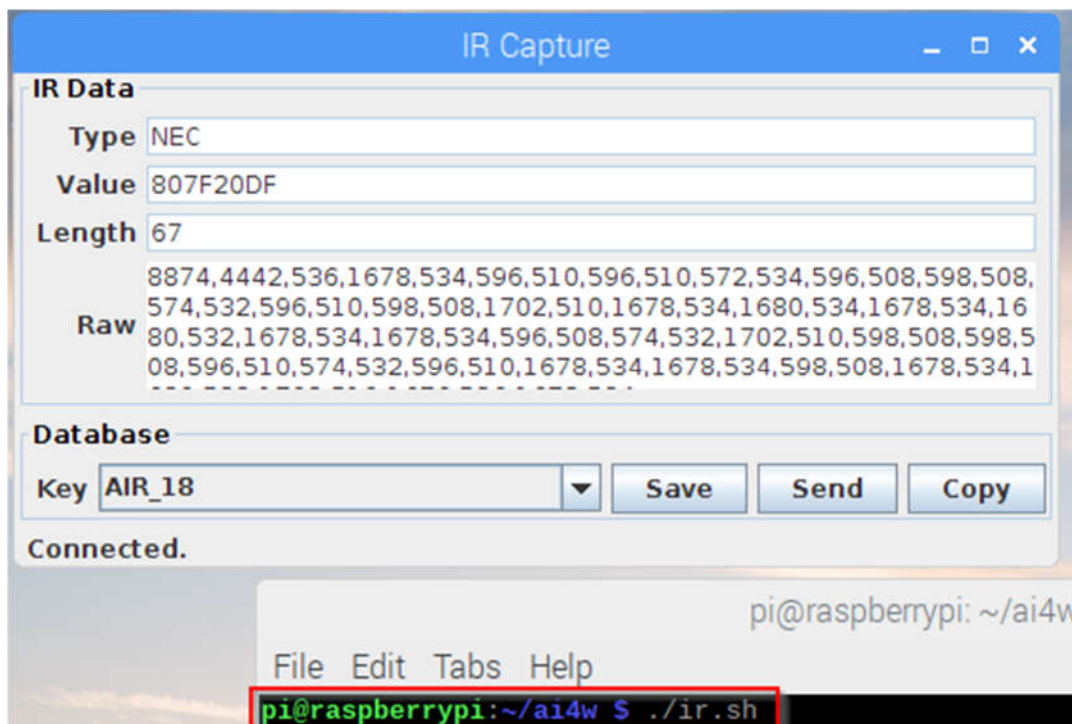 IR Capture
IR Data
Type NEC
Value 807F20DF
Length 67
8874,4442,536,1678,534,596,510,596,510,572,534,596,508,598,508,
574,532,596,510,598,508,1702,510,1678,534,1680,534,1678,534,16
Raw
80,532,1678,534,1678,534,596,508,574,532,1702,510,598,508,598,5
08,596,510,574,532,596,510,1678,534,1678,534,598,508,1678,534,1
Database
Key AIR_18 Save Send Copy
Connected.
pi@raspberrypi: ~/ai4w
File Edit Tabs Help
pi@raspberrypi:~/ai4w $ ./ir.sh